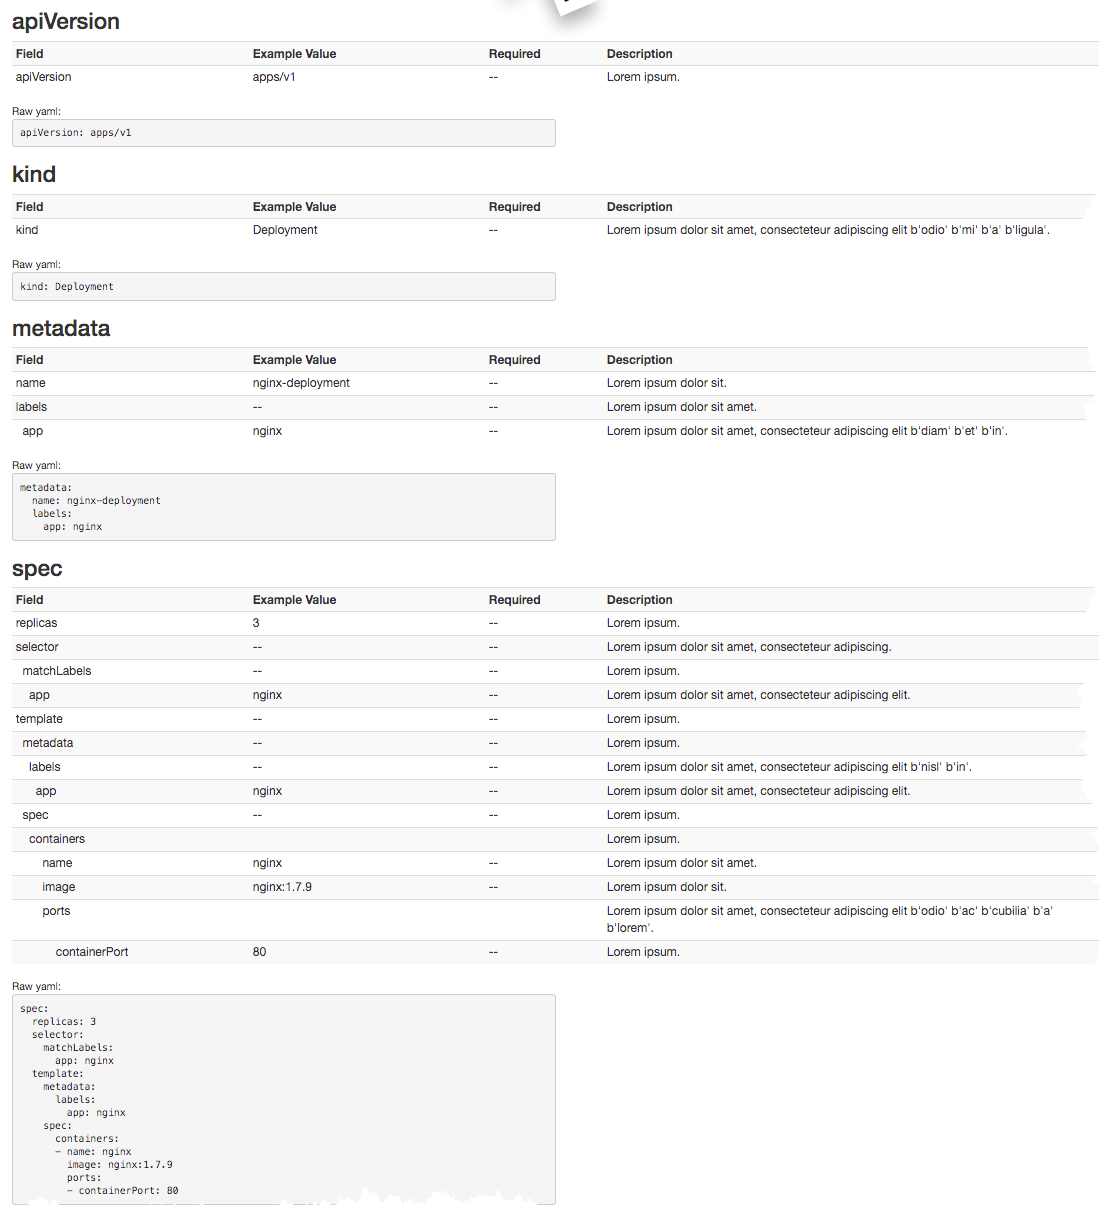 apiVersion
Field Example Value Required Description
apiVersion apps/v1 -- Lorem ipsum.
Raw yaml:
apiVersion: apps/v1
kind
Field Example Value Required Description
kind Deployment -- Lorem ipsum dolor sit amet, consecteteur adipiscing elit b'odio' b'mi' b'a' b'ligula'.
Raw yaml:
kind: Deployment
metadata
Field Example Value Required Description
name nginx-deployment -- Lorem ipsum dolor sit.
labels -- -- Lorem ipsum dolor sit amet.
app nginx -- Lorem ipsum dolor sit amet, consecteteur adipiscing elit b'diam' b'et' b'in'.
Raw yaml:
metadata:
  name: nginx-deployment
  labels:
    app: nginx
spec
Field Example Value Required Description
replicas 3 -- Lorem ipsum.
selector -- -- Lorem ipsum dolor sit amet, consecteteur adipiscing.
matchLabels -- -- Lorem ipsum.
app nginx -- Lorem ipsum dolor sit amet, consecteteur adipiscing elit.
template -- -- Lorem ipsum.
metadata -- -- Lorem ipsum.
labels -- -- Lorem ipsum dolor sit amet, consecteteur adipiscing elit b'nisl' b'in'.
app nginx -- Lorem ipsum dolor sit amet, consecteteur adipiscing elit.
spec -- -- Lorem ipsum.
containers Lorem ipsum.
name nginx -- Lorem ipsum dolor sit amet.
image nginx:1.7.9 -- Lorem ipsum dolor sit.
ports Lorem ipsum dolor sit amet, consecteteur adipiscing elit b'odio' b'ac' b'cubilia' b'a'
b'lorem'.
containerPort 80 -- Lorem ipsum.
Raw yaml:
spec:
  replicas: 3
  selector:
    matchLabels:
      app: nginx
  template:
    metadata:
      labels:
        app: nginx
    spec:
      containers:
      - name: nginx
        image: nginx:1.7.9
        ports:
        - containerPort: 80